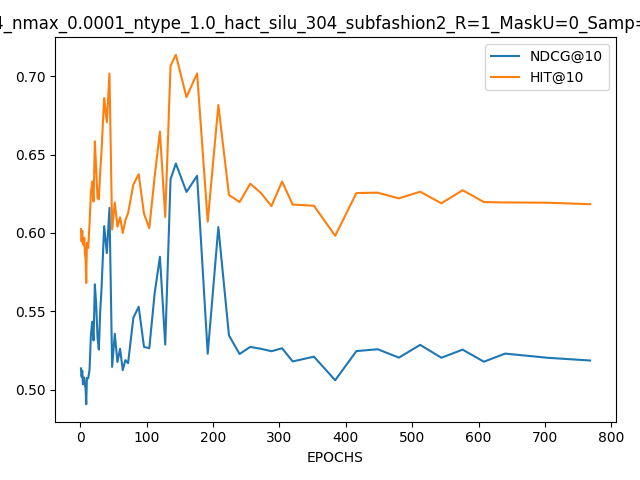 4_nmax_0.0001_ntype_1.0_hact_silu_304_subfashion2_R=1_MaskU=0_Samp=
NDCG@10
HIT@10
0.70
0.65
0.60
0.55
0.50
0 100 200 300 400 500 600 700 800
EPOCHS